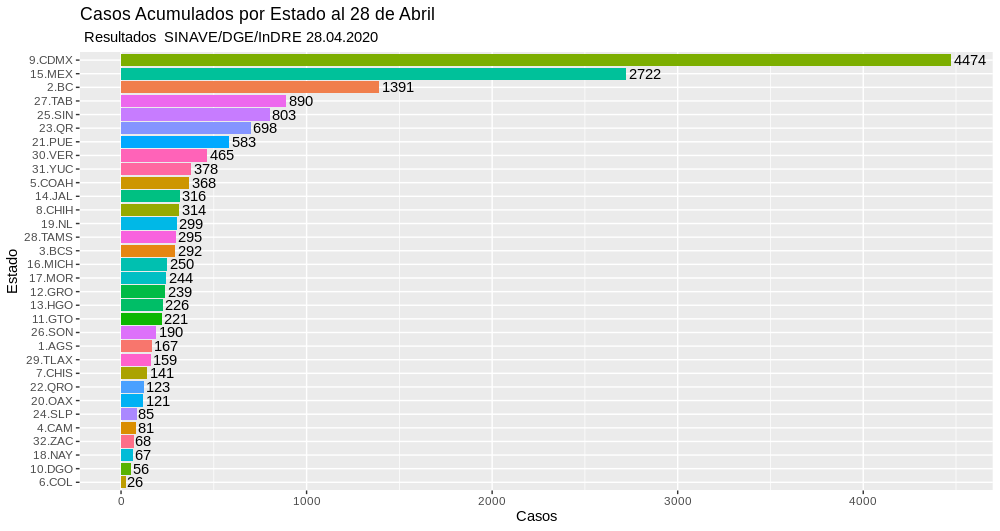 Casos Acumulados por Estado al 28 de Abril
Resultados  SINAVE/DGE/InDRE 28.04.2020
9.CDMX 4474
15.MEX 2722
2.BC 1391
27.TAB 890
25.SIN 803
23.QR 698
21.PUE 583
30.VER 465
31.YUC 378
5.COAH 368
14.JAL 316
8.CHIH 314
19.NL 299
28.TAMS 295
3.BCS 292
16.MICH 250
17.MOR 244
12.GRO 239
13.HGO 226
11.GTO 221
26.SON 190
1.AGS 167
29.TLAX 159
7.CHIS 141
22.QRO 123
20.OAX 121
24.SLP 85
4.CAM 81
32.ZAC 68
18.NAY 67
10.DGO 56
6.COL 26
Estado
0 1000 2000 3000 4000
Casos